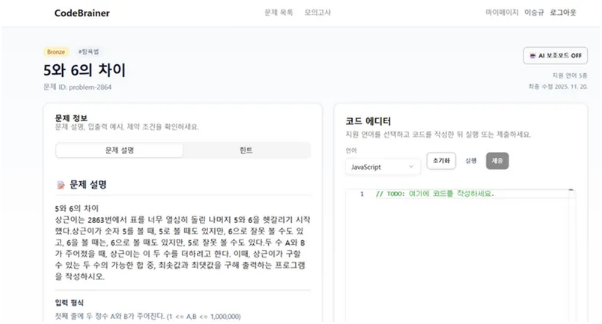 CodeBrainer
문제 목록 모의고사
마이페이지 이승규 로그아웃
Bronze #탐욕법
AI 보조모드 OFF
5와 6의 차이
지원 언어 5종
문제 ID: problem-2864
최종 수정 2025. 11. 20.
문제 정보
문제 설명, 입출력 예시, 제약 조건을 확인하세요.
문제 설명 힌트
문제 설명
5와 6의 차이
상근이는 2863번에서 표를 너무 열심히 돌린 나머지 5와 6을 헷갈리기 시작
했다.상근이가 숫자 5를 볼 때, 5로 볼 때도 있지만, 6으로 잘못 볼 수도 있
고, 6을 볼 때는, 6으로 볼 때도 있지만, 5로 잘못 볼 수도 있다.두 수 A와 B
가 주어졌을 때, 상근이는 이 두 수를 더하려고 한다. 이때, 상근이가 구할
수 있는 두 수의 가능한 합 중, 최솟값과 최댓값을 구해 출력하는 프로그램
을 작성하시오.
입력 형식
첫째 줄에 두 정수 A와 B가 주어진다. (1 <= A,B <= 1,000,000)
코드 에디터
지원 언어를 선택하고 코드를 작성한 뒤 실행 또는 제출하세요.
언어
JavaScript 초기화 실행 제출
1 // TODO: 여기에 코드를 작성하세요.